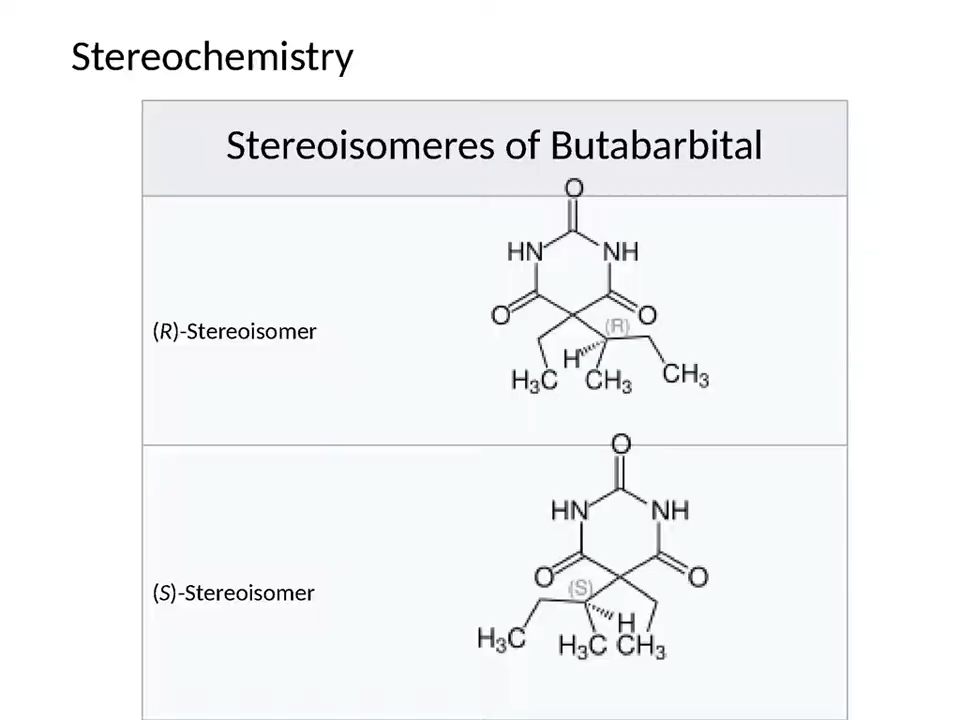 Stereochemistry
Stereoisomeres of Butabarbital
O
HN NH
O O
(R)-Stereoisomer
(R)
H
H₃C CH₃ CH₃
O
HN NH
O O
(S)-Stereoisomer
(S)
H
H₃C H₃C CH₃